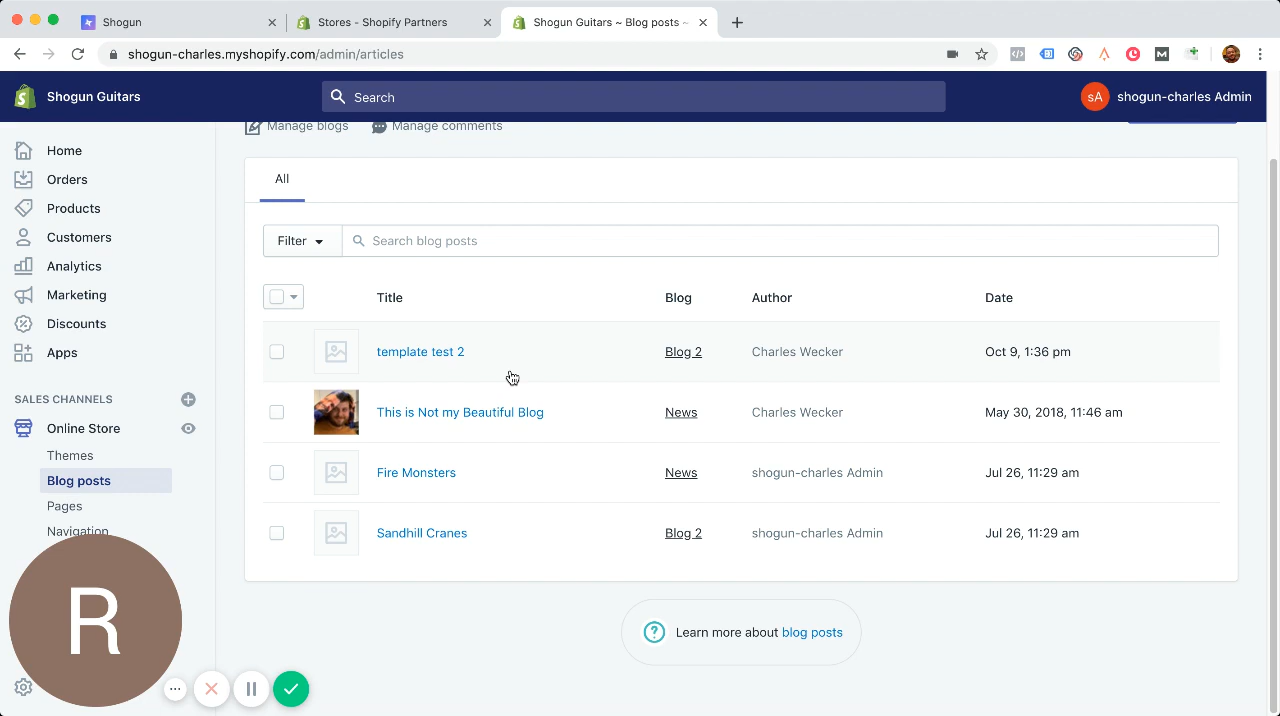 Shogun
Stores - Shopify Partners
Shogun Guitars ~ Blog posts ~
shogun-charles.myshopify.com/admin/articles
Shogun Guitars
Search
sA
shogun-charles Admin
Manage blogs
Manage comments
Home
Orders
Products
Customers
Analytics
Marketing
Discounts
Apps
SALES CHANNELS
Online Store
Themes
Blog posts
Pages
Navigation
R
All
Filter
Search blog posts
Title Blog Author Date
template test 2 Blog 2 Charles Wecker Oct 9, 1:36 pm
This is Not my Beautiful Blog News Charles Wecker May 30, 2018, 11:46 am
Fire Monsters News shogun-charles Admin Jul 26, 11:29 am
Sandhill Cranes Blog 2 shogun-charles Admin Jul 26, 11:29 am
Learn more about blog posts